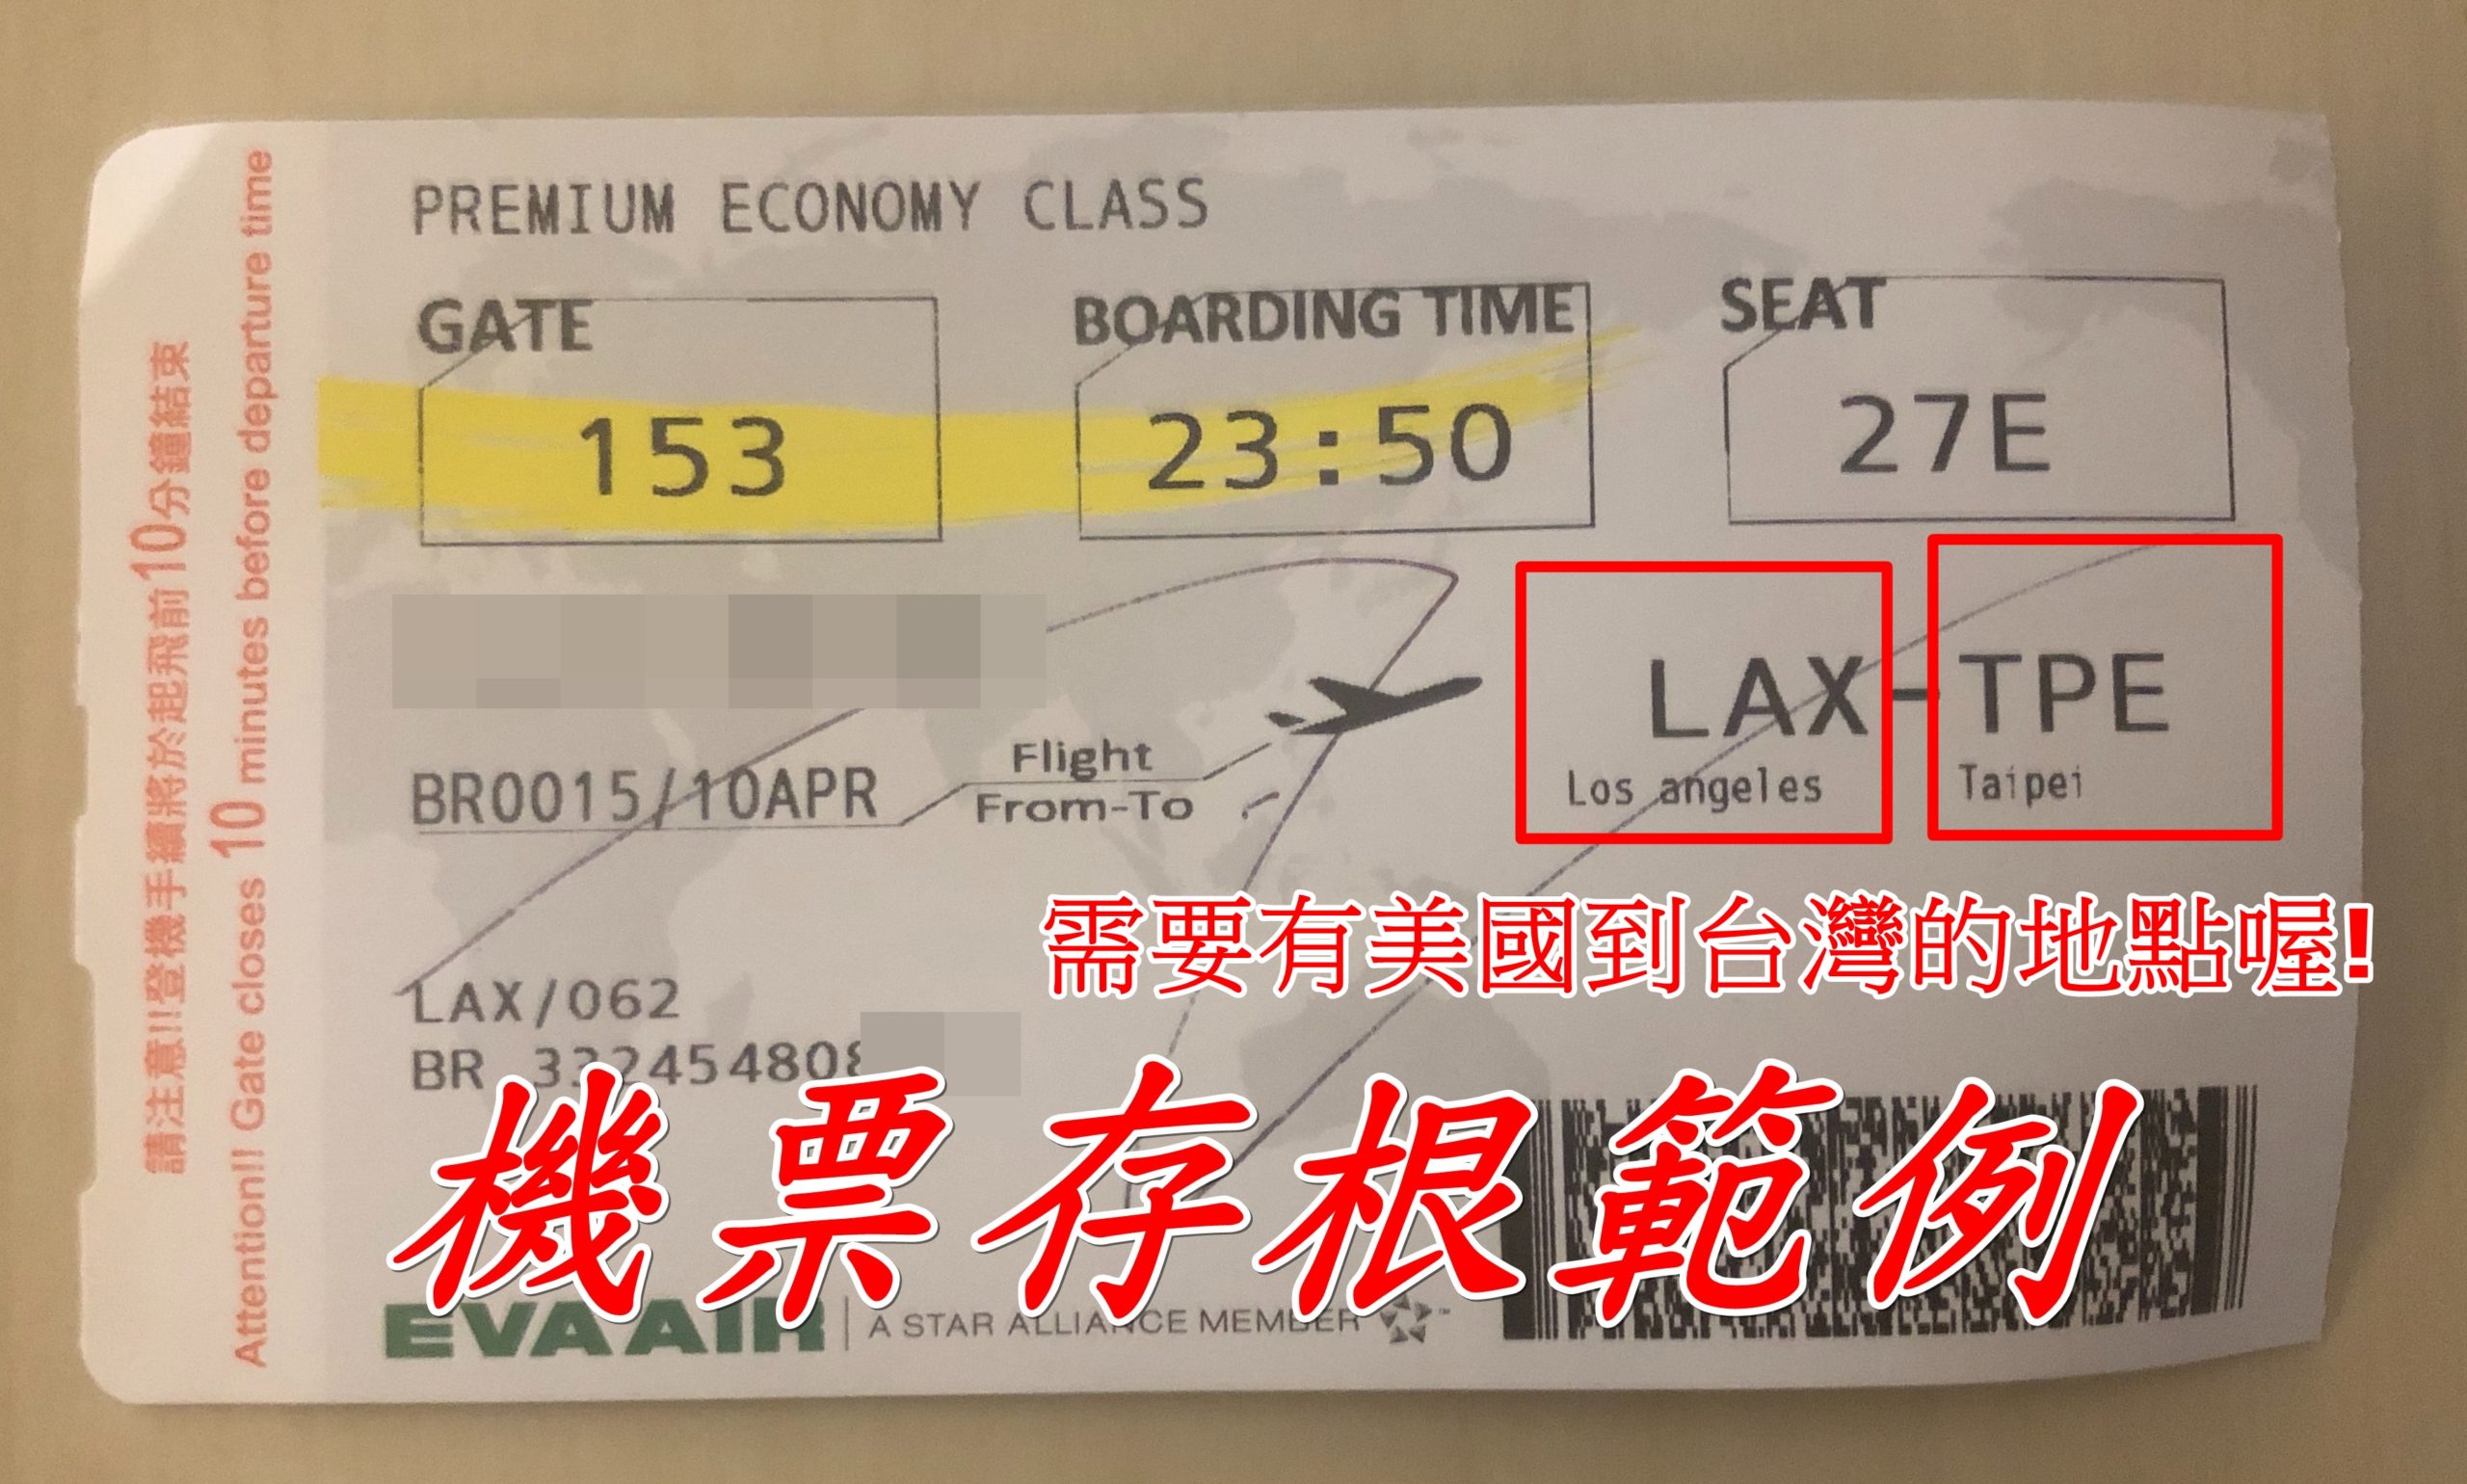 請注意!!登機手續將於起飛前10分鐘結束
Attention!! Gate closes 10 minutes before departure time
PREMIUM ECONOMY CLASS
GATE BOARDING TIME SEAT
153 23:50 27E
LAX-TPE
Los angeles Taipei
Flight
BR0015/10APR
From-To
需要有美國到台灣的地點喔!
LAX/062
BR 332454808
機票存根範例
EVA AIR A STAR ALLIANCE MEMBER